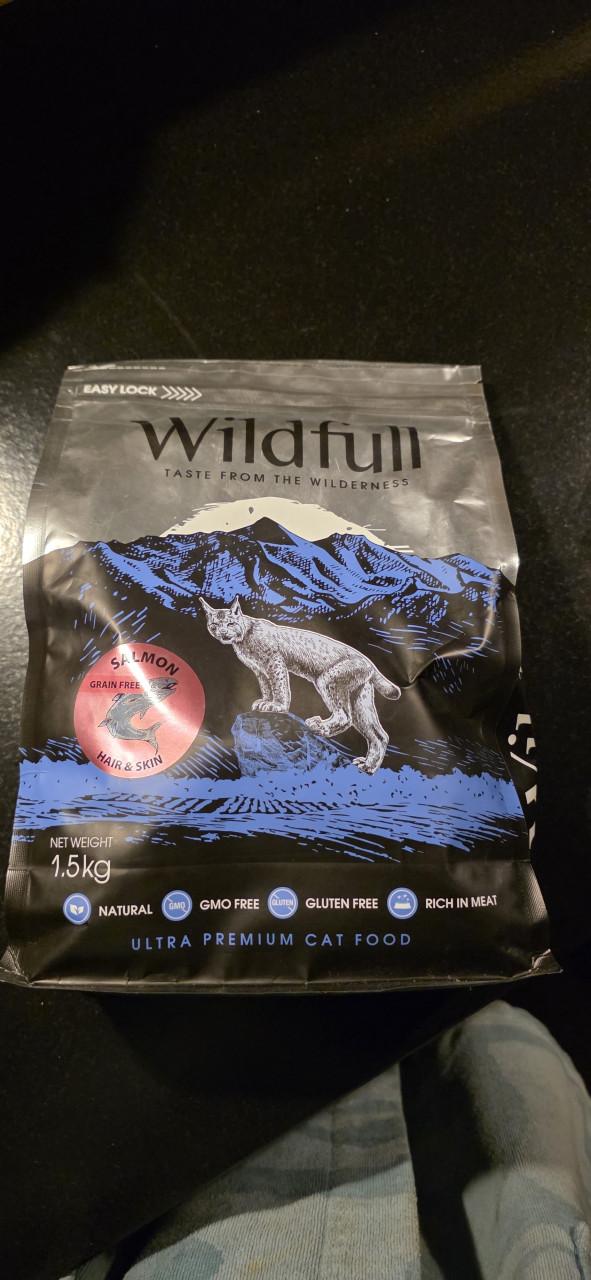 EASY LOCK
Wildfull
TASTE FROM THE WILDERNESS
SALMON
GRAIN FREE
HAIR & SKIN
NET WEIGHT
1.5kg
NATURAL
GMO
GMO FREE
GLUTEN
GLUTEN FREE
RICH IN MEAT
ULTRA PREMIUM CAT FOOD